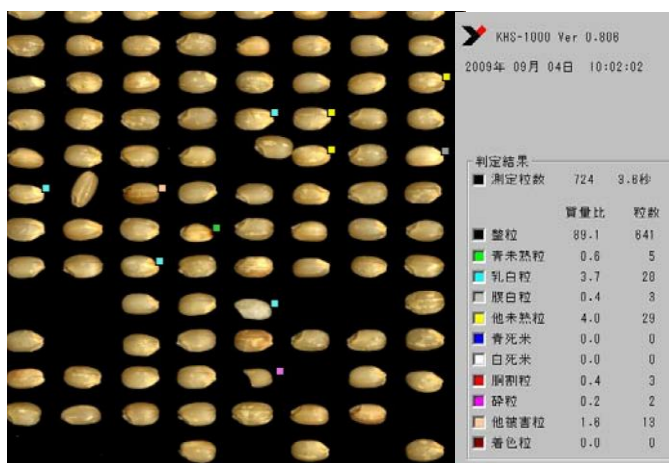 KHS-1000 Ver 0.806
2009年 09月 04日 10:02:02
判定結果
測定粒数 724 3.6秒
質量比 粒数
整粒 89.1 641
青未熟粒 0.6 5
乳白粒 3.7 28
腹白粒 0.4 3
他未熟粒 4.0 29
青死米 0.0 0
白死米 0.0 0
胴割粒 0.4 3
砕粒 0.2 2
他被害粒 1.6 13
着色粒 0.0 0